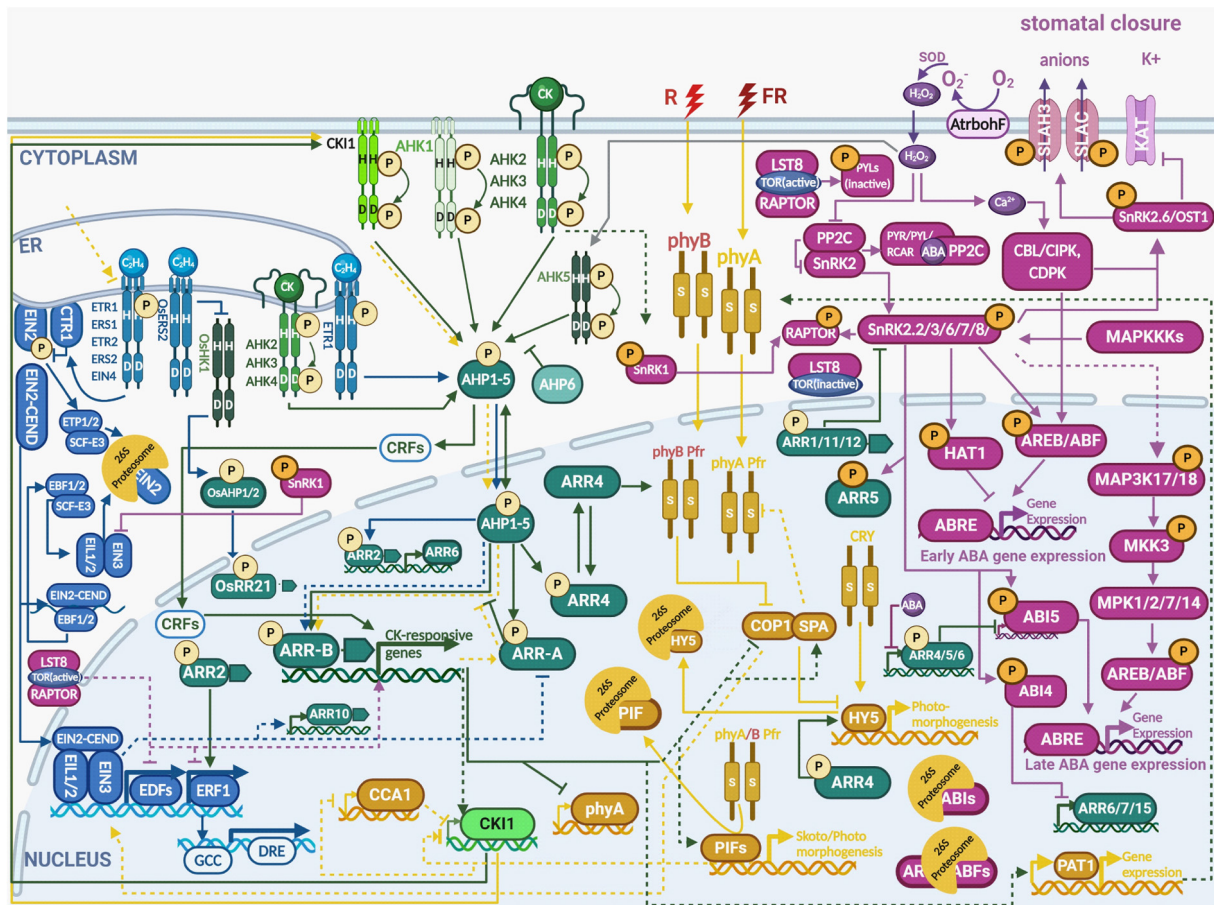 stomatal closure
SOD
O₂⁻
O₂
anions
K+
H₂O₂
AtrbohF
SLAH3
SLAC
KAT
R
FR
CK
P
CKI1
AHK1
AHK2
AHK3
AHK4
H H
D D
CYTOPLASM
H₂O₂
LST8
TOR(active)
RAPTOR
PYLs
(inactive)
Ca²⁺
SnRK2.6/OST1
PP2C
SnRK2
PYR/PYL/
RCAR
ABA
PP2C
CBL/CIPK,
CDPK
phyB
phyA
S S
AHK5
ER
C₂H₄
C₂H₄
C₂H₄
CK
EIN2
CTR1
ETR1
ERS1
ETR2
ERS2
EIN4
OsERS2
OsHK1
AHK2
AHK3
AHK4
ETR1
AHP1-5
AHP6
SnRK1
RAPTOR
SnRK2.2/3/6/7/8/
MAPKKKs
LST8
TOR(inactive)
EIN2-CEND
ETP1/2
SCF-E3
26S
Proteosome
EIN2
CRFs
ARR1/11/12
HAT1
AREB/ABF
MAP3K17/18
EBF1/2
SCF-E3
OsAHP1/2
SnRK1
ARR4
phyB Pfr
phyA Pfr
ARR5
ABRE
Gene
Expression
Early ABA gene expression
MKK3
EIL1/2
EIN3
AHP1-5
ARR2
ARR6
CRY
OsRR21
ARR4
MPK1/2/7/14
EIN2-CEND
EBF1/2
26S
Proteosome
HY5
COP1
SPA
ABA
ABI5
ARR4/5/6
CRFs
ARR-B
CK-responsive
genes
ARR-A
LST8
TOR(active)
RAPTOR
ARR2
26S
Proteosome
PIF
ABI4
AREB/ABF
ARR10
HY5
Photo-
morphogenesis
ABRE
Gene
Expression
Late ABA gene expression
EIN2-CEND
EIL1/2
EIN3
EDFs
ERF1
phyA/B Pfr
ARR4
26S
Proteosome
ABIs
CCA1
CKI1
phyA
ARR6/7/15
NUCLEUS
GCC
DRE
PIFs
Skoto/Photo
morphogenesis
26S
Proteosome
ABFs
PAT1
Gene
expression